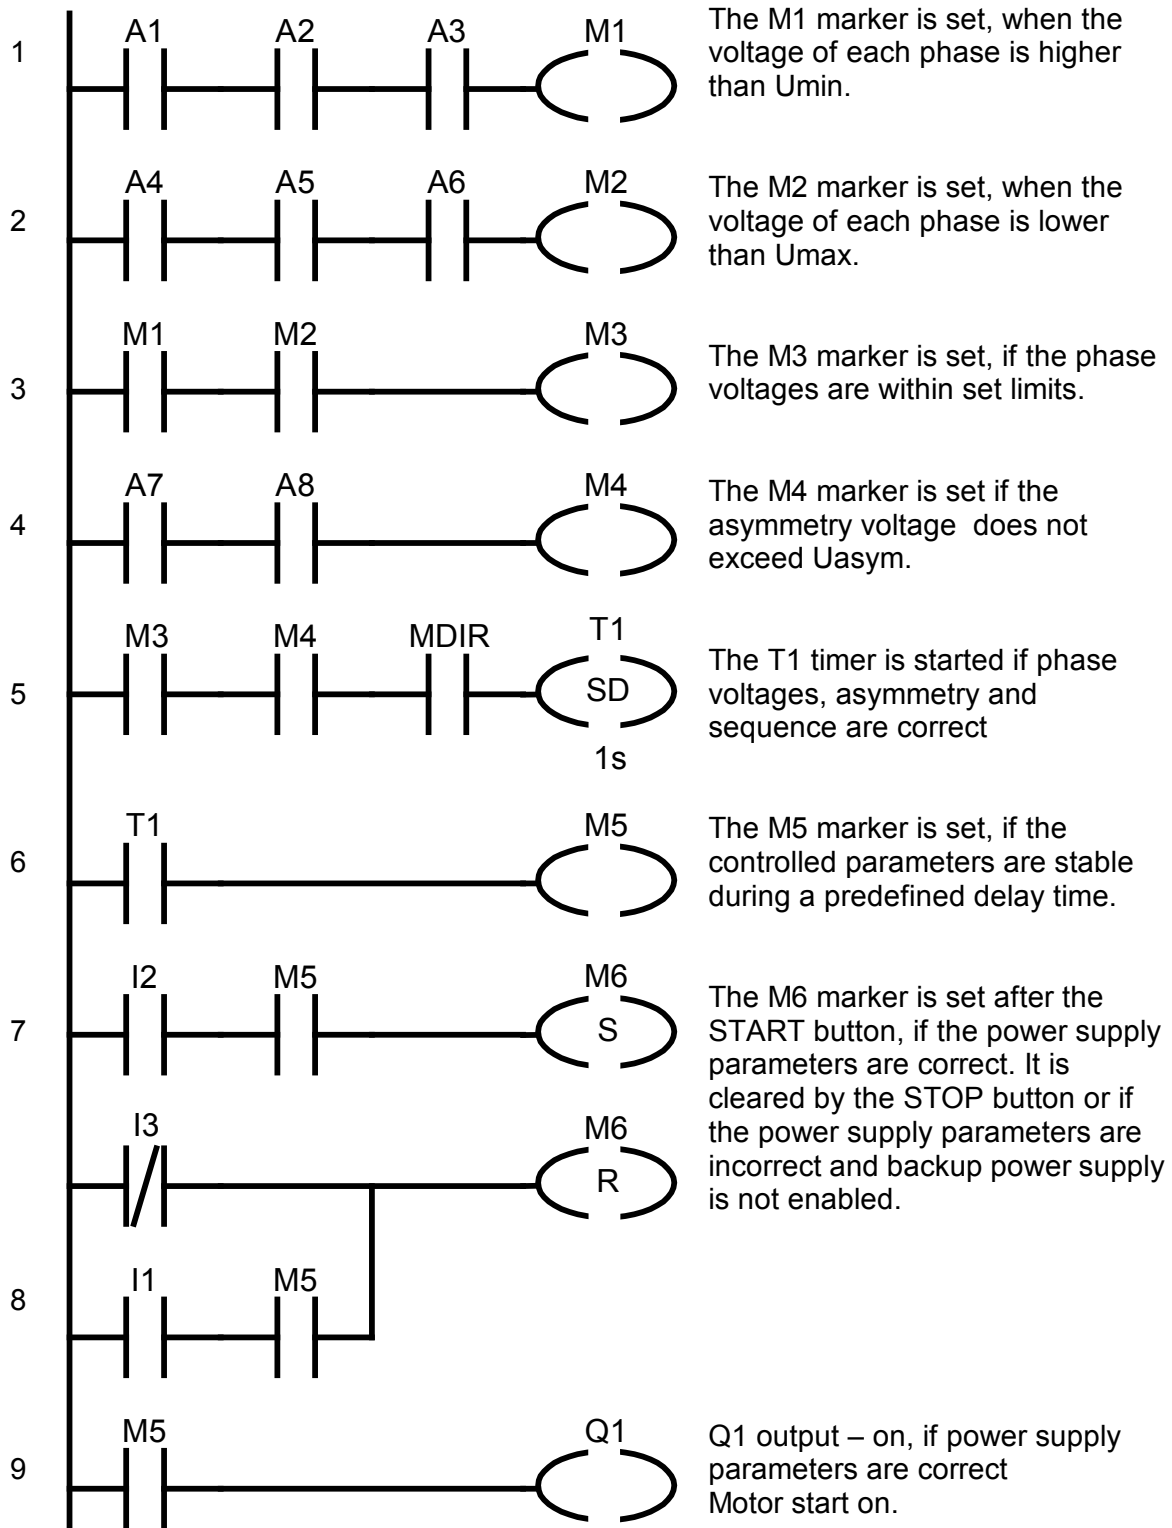 A1 A2 A3 M1
1
The M1 marker is set, when the
voltage of each phase is higher
than Umin.
A4 A5 A6 M2
2
The M2 marker is set, when the
voltage of each phase is lower
than Umax.
M1 M2 M3
3
The M3 marker is set, if the phase
voltages are within set limits.
A7 A8 M4
4
The M4 marker is set if the
asymmetry voltage does not
exceed Uasym.
M3 M4 MDIR T1
5
SD
1s
The T1 timer is started if phase
voltages, asymmetry and
sequence are correct
T1 M5
6
The M5 marker is set, if the
controlled parameters are stable
during a predefined delay time.
I2 M5 M6
7
S
The M6 marker is set after the
START button, if the power supply
parameters are correct. It is
cleared by the STOP button or if
the power supply parameters are
incorrect and backup power supply
is not enabled.
I3 M6
R
I1 M5
8
M5 Q1
9
Q1 output – on, if power supply
parameters are correct
Motor start on.